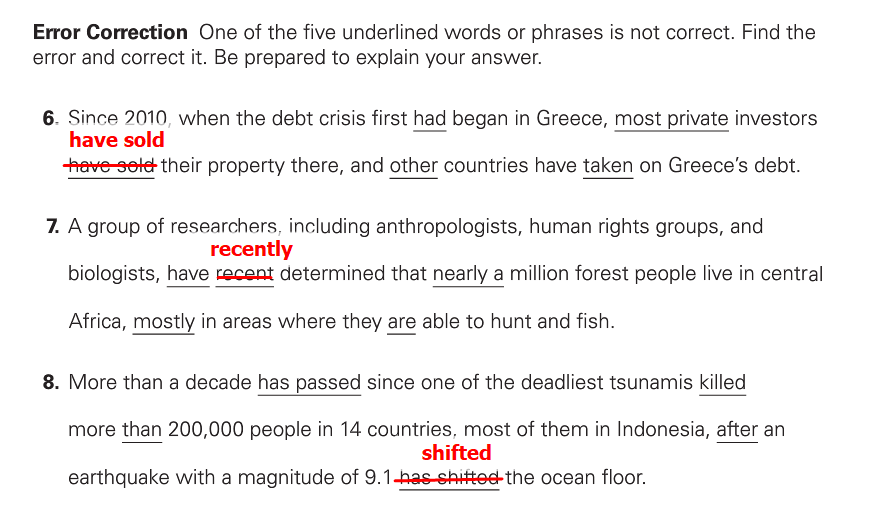 Error Correction One of the five underlined words or phrases is not correct. Find the
error and correct it. Be prepared to explain your answer.
6. Since 2010, when the debt crisis first had began in Greece, most private investors
have sold
have sold their property there, and other countries have taken on Greece's debt.
7. A group of researchers, including anthropologists, human rights groups, and
recently
biologists, have recent determined that nearly a million forest people live in central
Africa, mostly in areas where they are able to hunt and fish.
8. More than a decade has passed since one of the deadliest tsunamis killed
more than 200,000 people in 14 countries, most of them in Indonesia, after an
shifted
earthquake with a magnitude of 9.1 has shifted the ocean floor.